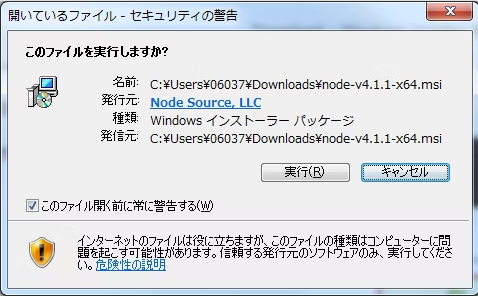 開いているファイル - セキュリティの警告
このファイルを実行しますか?
名前: C:¥Users¥06037¥Downloads¥node-v4.1.1-x64.msi
発行元: Node Source, LLC
種類: Windows インストーラー パッケージ
発信元: C:¥Users¥06037¥Downloads¥node-v4.1.1-x64.msi
実行(R) キャンセル
このファイル開く前に常に警告する(W)
インターネットのファイルは役に立ちますが、このファイルの種類はコンピューターに問
題を起こす可能性があります。信頼する発行元のソフトウェアのみ、実行してくださ
い。危険性の説明